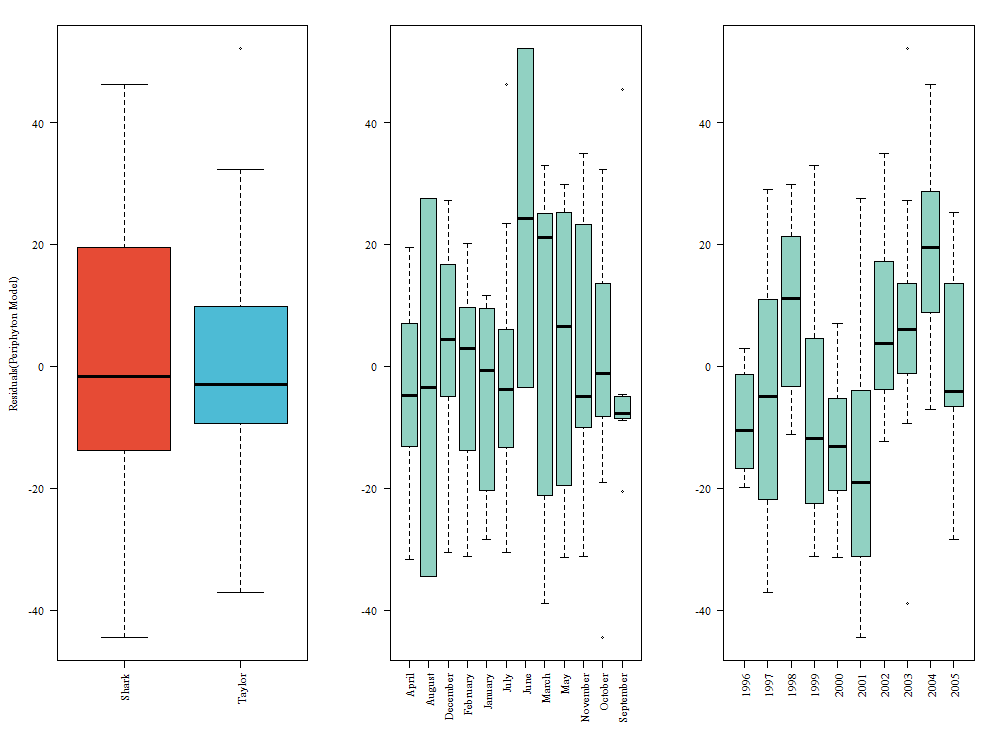 Residuals(Periphyton Model)
40
20
0
-20
-40
Shark
Taylor
40
20
0
-20
-40
April
August
December
February
January
July
June
March
May
November
October
September
40
20
0
-20
-40
1996
1997
1998
1999
2000
2001
2002
2003
2004
2005